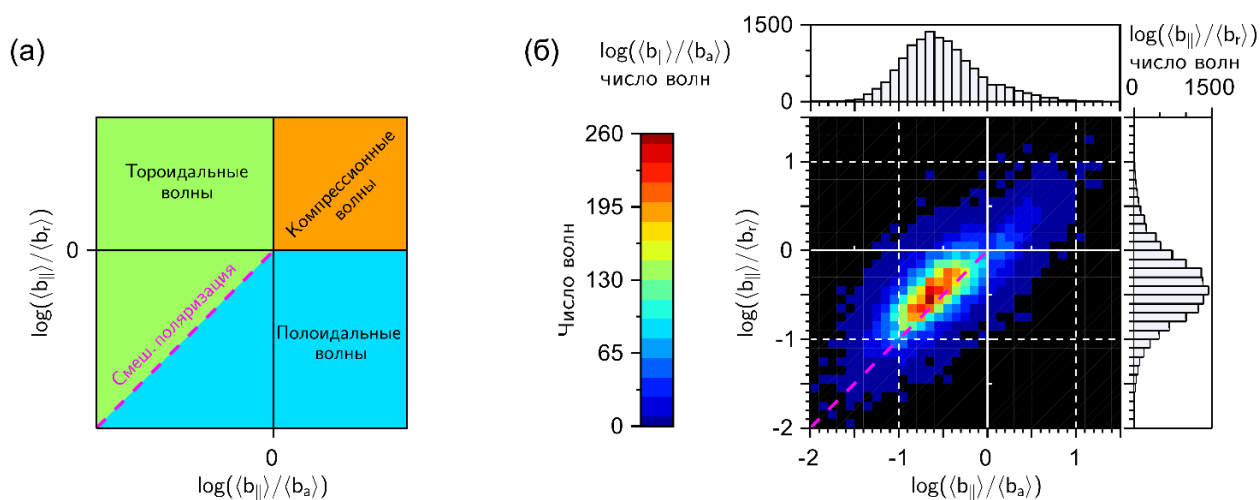 (а)
Тороидальные
волны
Компрессионные
волны
0
log(⟨b||⟩/⟨br⟩)
Смеш. поляризация
Полоидальные
волны
0
log(⟨b||⟩/⟨ba⟩)
(б)
log(⟨b|⟩/⟨ba⟩)
число волн
1500
0
log(⟨b||⟩/⟨br⟩)
число волн
0 1500
260
195
130
65
0
Число волн
1
0
-1
-2
log(⟨b||⟩/⟨br⟩)
-2 -1 0 1
log(⟨b||⟩/⟨ba⟩)